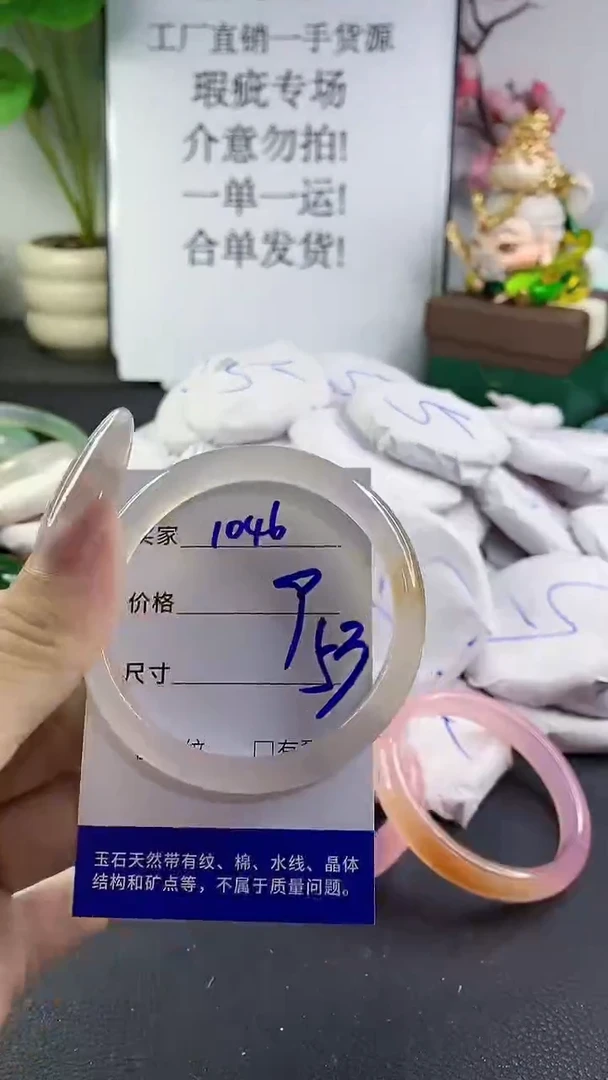 工厂直销一手货源
瑕疵专场
介意勿拍!
一单一运!
合单发货!
家 1046
价格
尺寸 53
玉石天然带有纹、棉、水线、晶体
结构和矿点等，不属于质量问题。